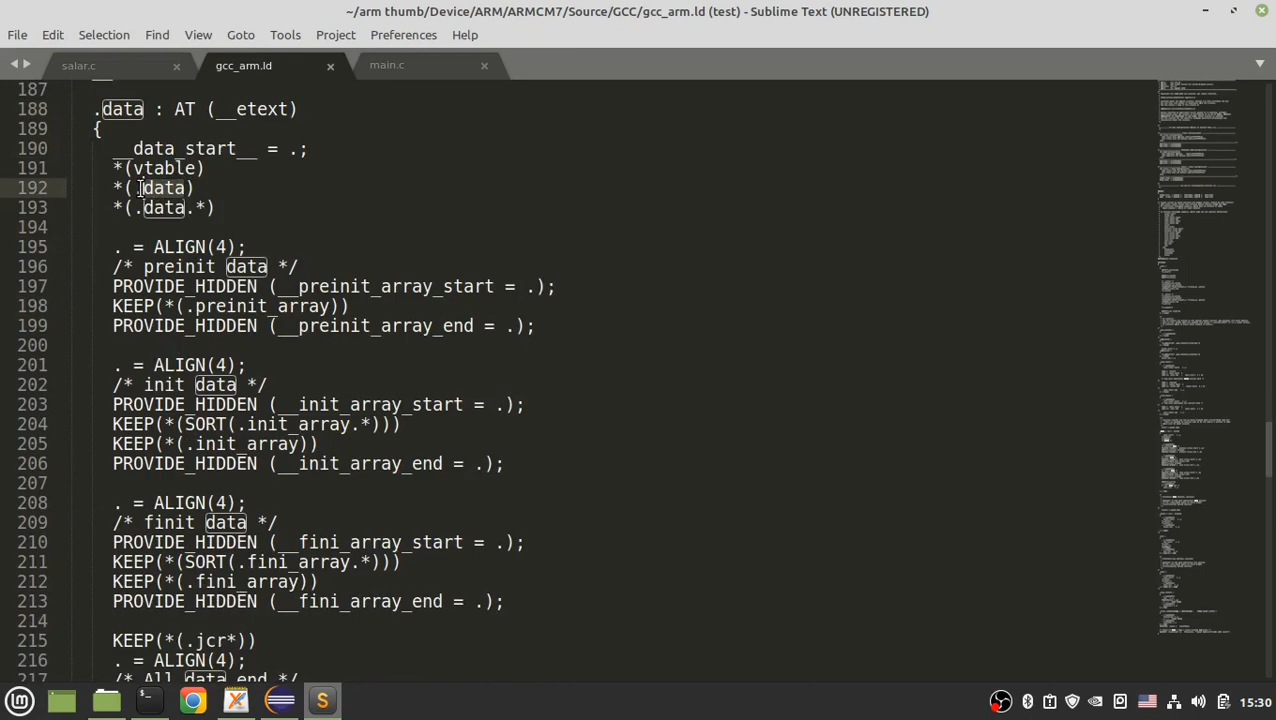 ~/arm thumb/Device/ARM/ARMCM7/Source/GCC/gcc_arm.ld (test) - Sublime Text (UNREGISTERED)
File Edit Selection Find View Goto Tools Project Preferences Help
salar.c gcc_arm.ld main.c
187
188 .data : AT (__etext)
189 {
190 __data_start__ = .;
191 *(vtable)
192 *(.data)
193 *(.data.*)
194
195 . = ALIGN(4);
196 /* preinit data */
197 PROVIDE_HIDDEN (__preinit_array_start = .);
198 KEEP(*(.preinit_array))
199 PROVIDE_HIDDEN (__preinit_array_end = .);
200
201 . = ALIGN(4);
202 /* init data */
203 PROVIDE_HIDDEN (__init_array_start = .);
204 KEEP(*(SORT(.init_array.*)))
205 KEEP(*(.init_array))
206 PROVIDE_HIDDEN (__init_array_end = .);
207
208 . = ALIGN(4);
209 /* finit data */
210 PROVIDE_HIDDEN (__fini_array_start = .);
211 KEEP(*(SORT(.fini_array.*)))
212 KEEP(*(.fini_array))
213 PROVIDE_HIDDEN (__fini_array_end = .);
214
215 KEEP(*(.jcr*))
216 . = ALIGN(4);
217 /* All data end */
15:30